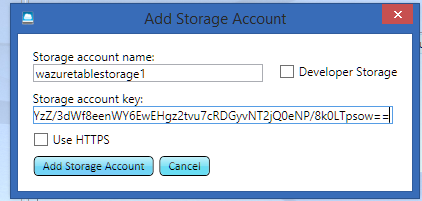 Add Storage Account
Storage account name:
wazuretablestorage1
Developer Storage
Storage account key:
YzZ/3dWf8eenWY6EwEHgz2tvu7cRDGyvNT2jQ0eNP/8k0LTpsow==
Use HTTPS
Add Storage Account
Cancel